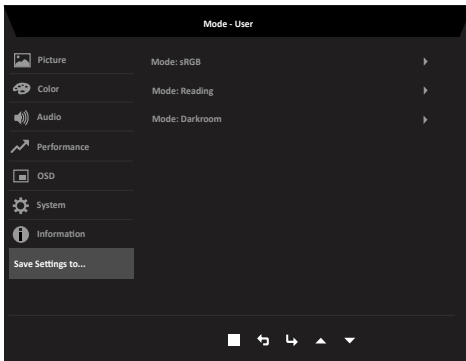 Mode - User
Picture
Color
Audio
Performance
OSD
System
Information
Save Settings to...
Mode: sRGB
Mode: Reading
Mode: Darkroom